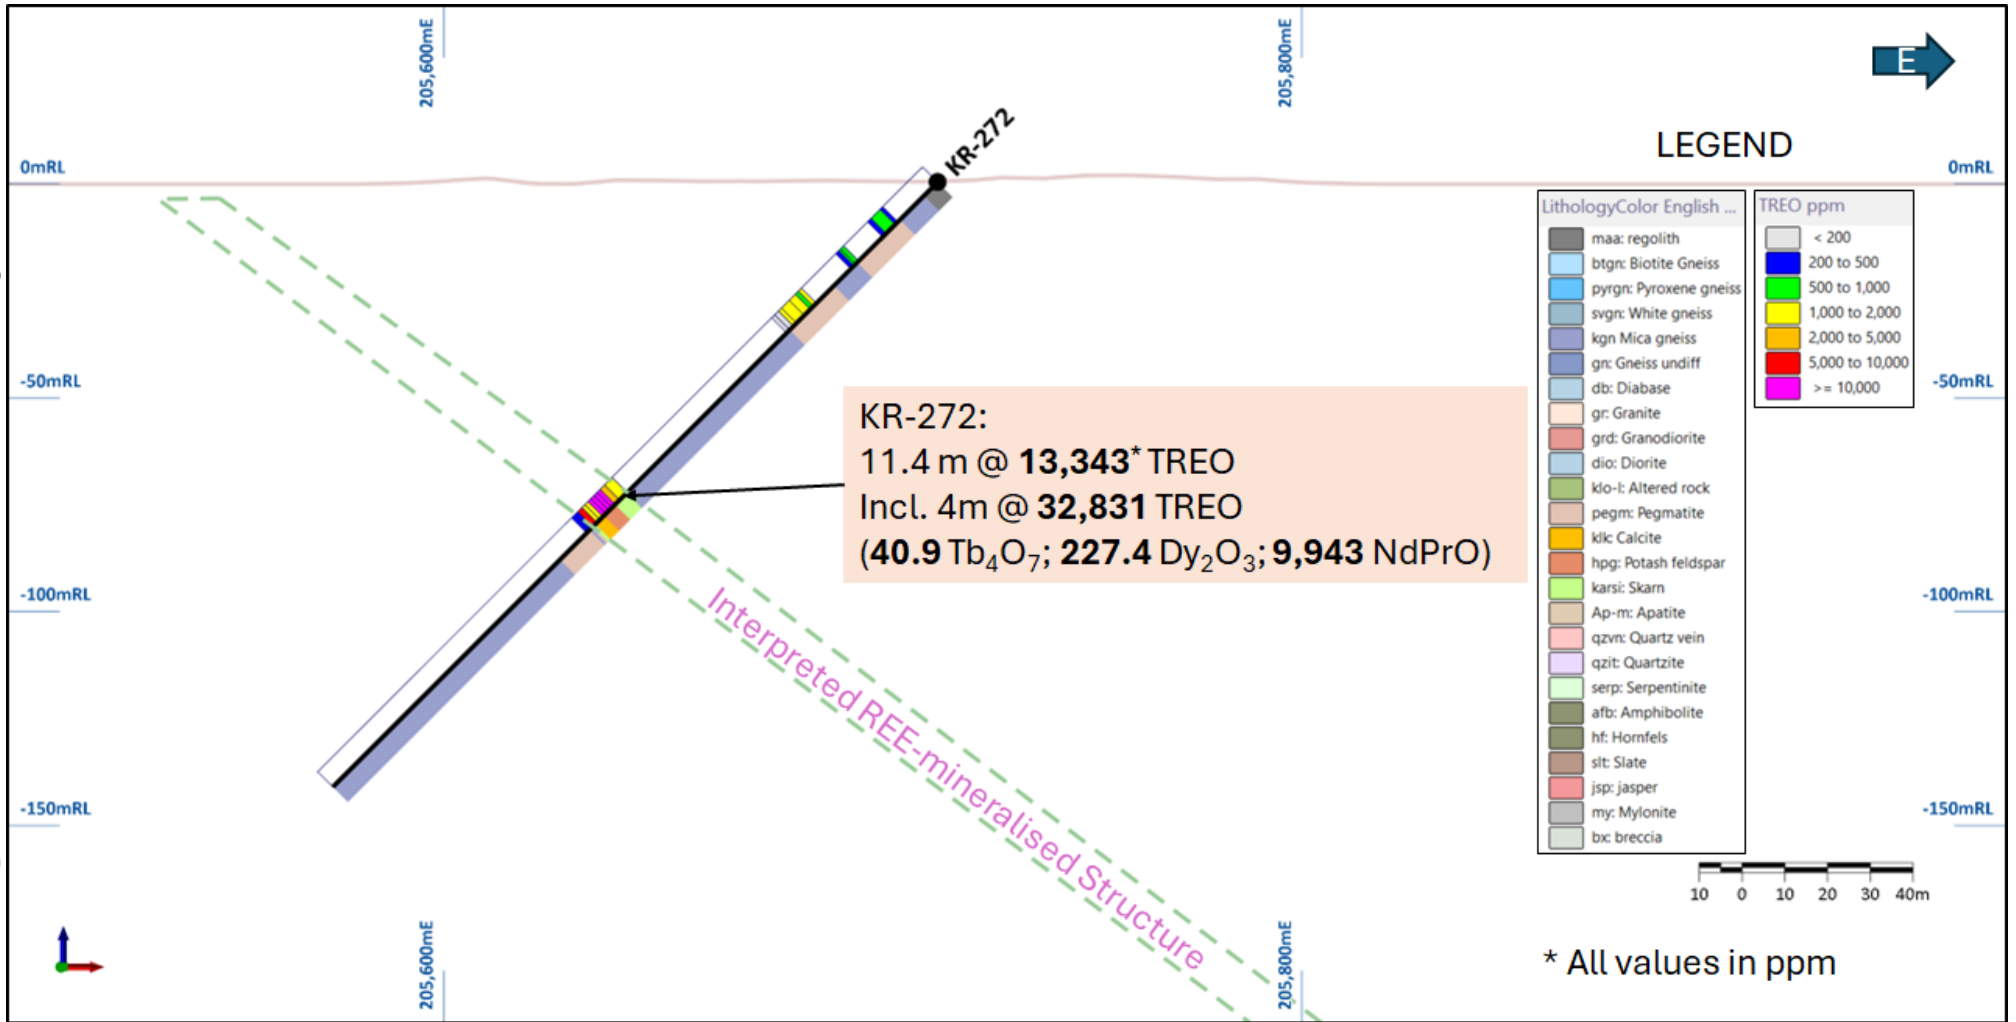 205,600mE
205,800mE
E
KR-272
LEGEND
0mRL
0mRL
LithologyColor English ...
maa: regolith
btgn: Biotite Gneiss
pyrgn: Pyroxene gneiss
svgn: White gneiss
kgn Mica gneiss
gn: Gneiss undiff
db: Diabase
gr: Granite
grd: Granodiorite
dio: Diorite
klo-l: Altered rock
pegm: Pegmatite
klk: Calcite
hpg: Potash feldspar
karsi: Skarn
Ap-m: Apatite
qzvn: Quartz vein
qzit: Quartzite
serp: Serpentinite
afb: Amphibolite
hf: Hornfels
slt: Slate
jsp: jasper
my: Mylonite
bx: breccia
TREO ppm
< 200
200 to 500
500 to 1,000
1,000 to 2,000
2,000 to 5,000
5,000 to 10,000
>= 10,000
-50mRL
-50mRL
KR-272:
11.4 m @ 13,343* TREO
Incl. 4m @ 32,831 TREO
(40.9 Tb₄O₇; 227.4 Dy₂O₃; 9,943 NdPrO)
-100mRL
-100mRL
Interpreted REE-mineralised Structure
-150mRL
-150mRL
10 0 10 20 30 40m
205,600mE
205,800mE
* All values in ppm